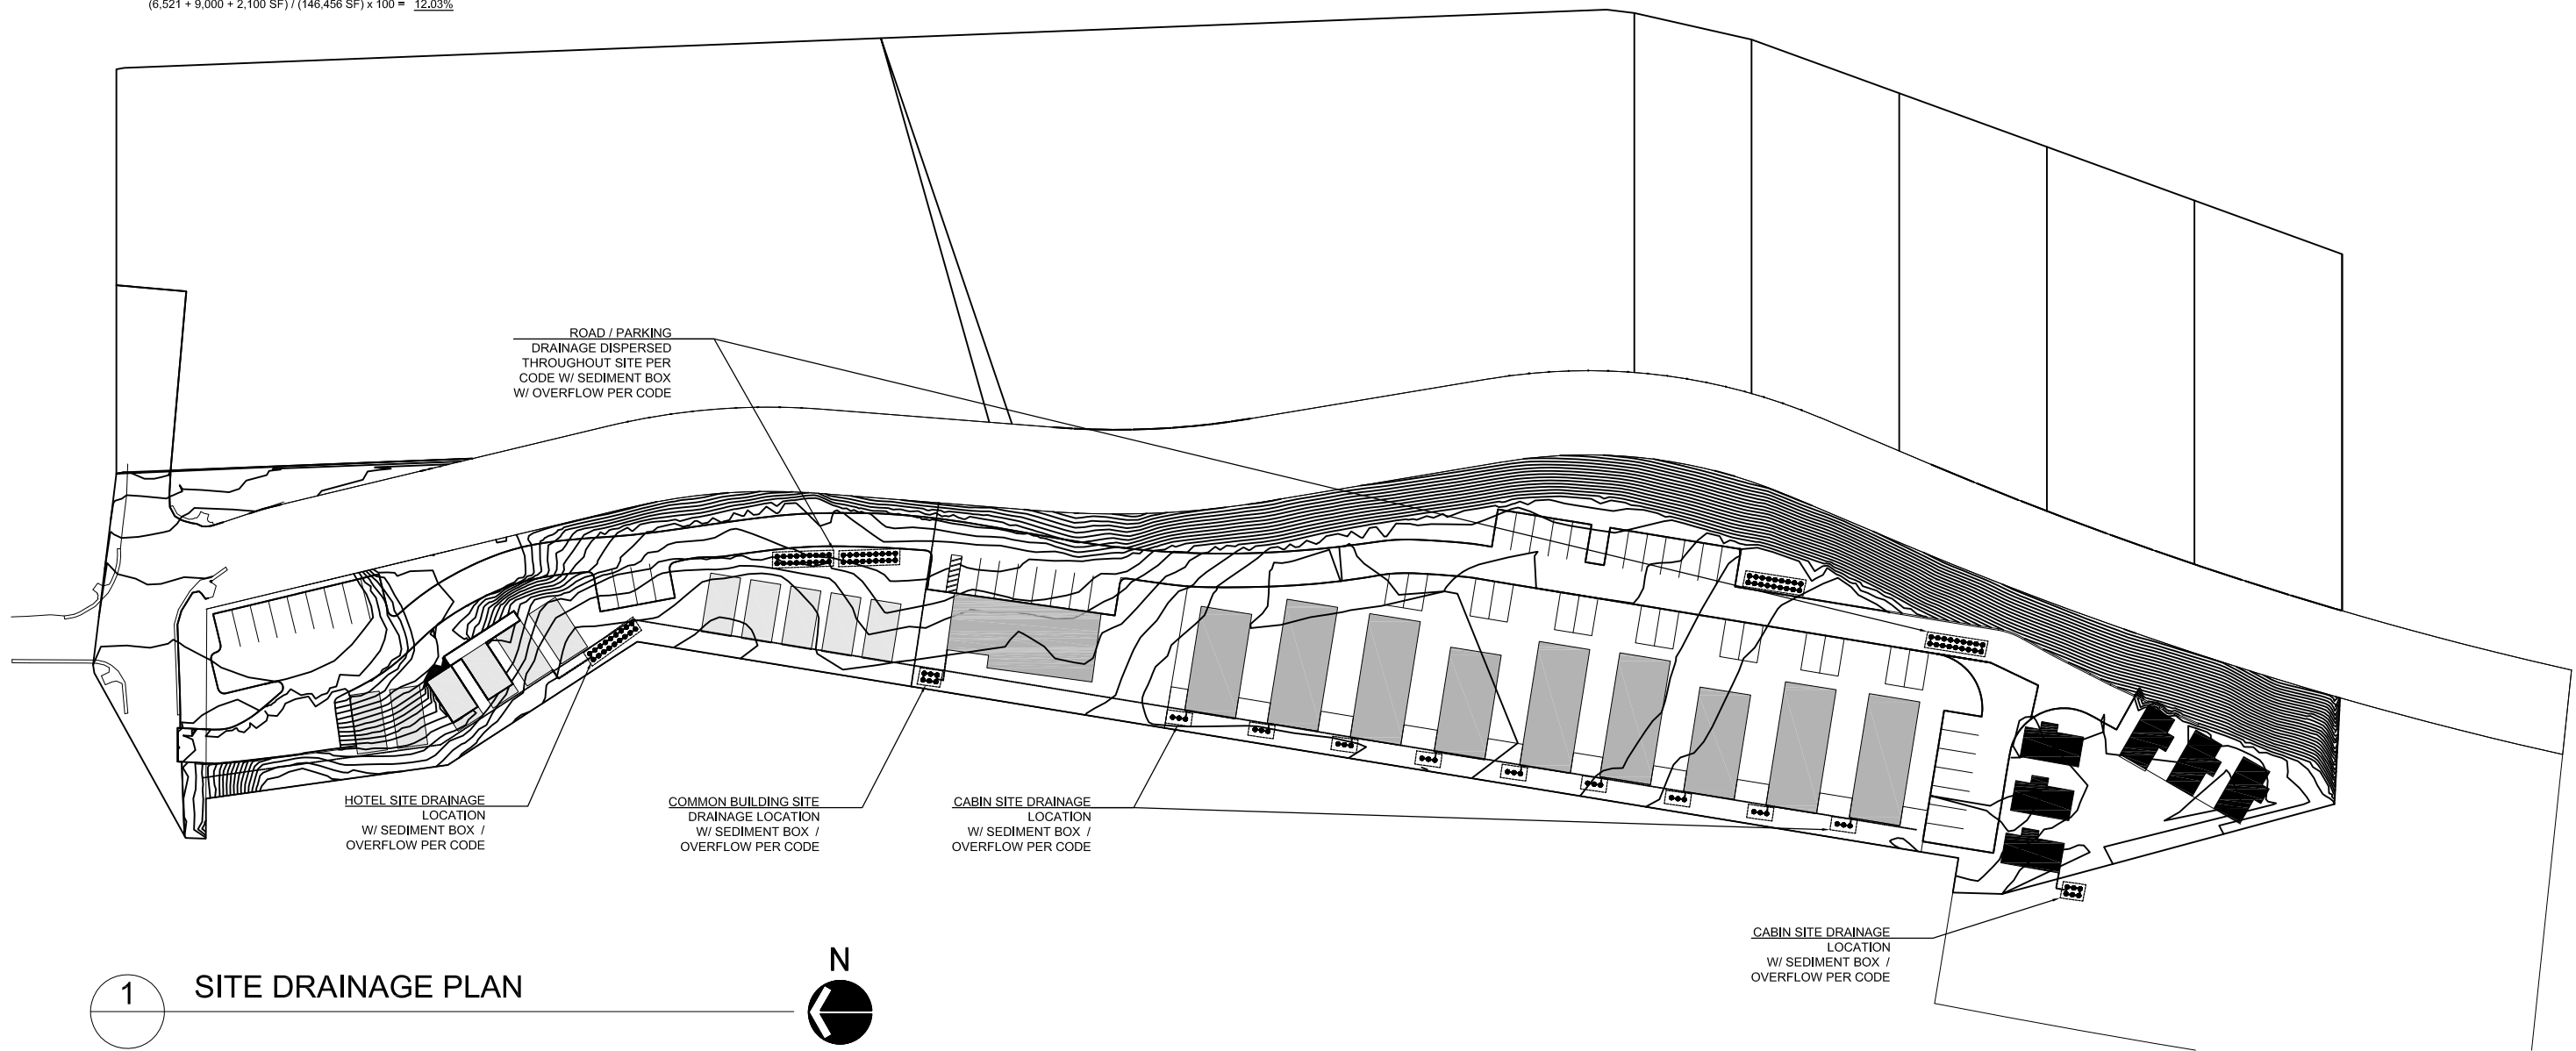 (6,521 + 9,000 + 2,100 SF) / (146,456 SF) x 100 = 12.03%
ROAD / PARKING
DRAINAGE DISPERSED
THROUGHOUT SITE PER
CODE W/ SEDIMENT BOX
W/ OVERFLOW PER CODE
HOTEL SITE DRAINAGE
LOCATION
W/ SEDIMENT BOX /
OVERFLOW PER CODE
COMMON BUILDING SITE
DRAINAGE LOCATION
W/ SEDIMENT BOX /
OVERFLOW PER CODE
CABIN SITE DRAINAGE
LOCATION
W/ SEDIMENT BOX /
OVERFLOW PER CODE
CABIN SITE DRAINAGE
LOCATION
W/ SEDIMENT BOX /
OVERFLOW PER CODE
1 SITE DRAINAGE PLAN
N